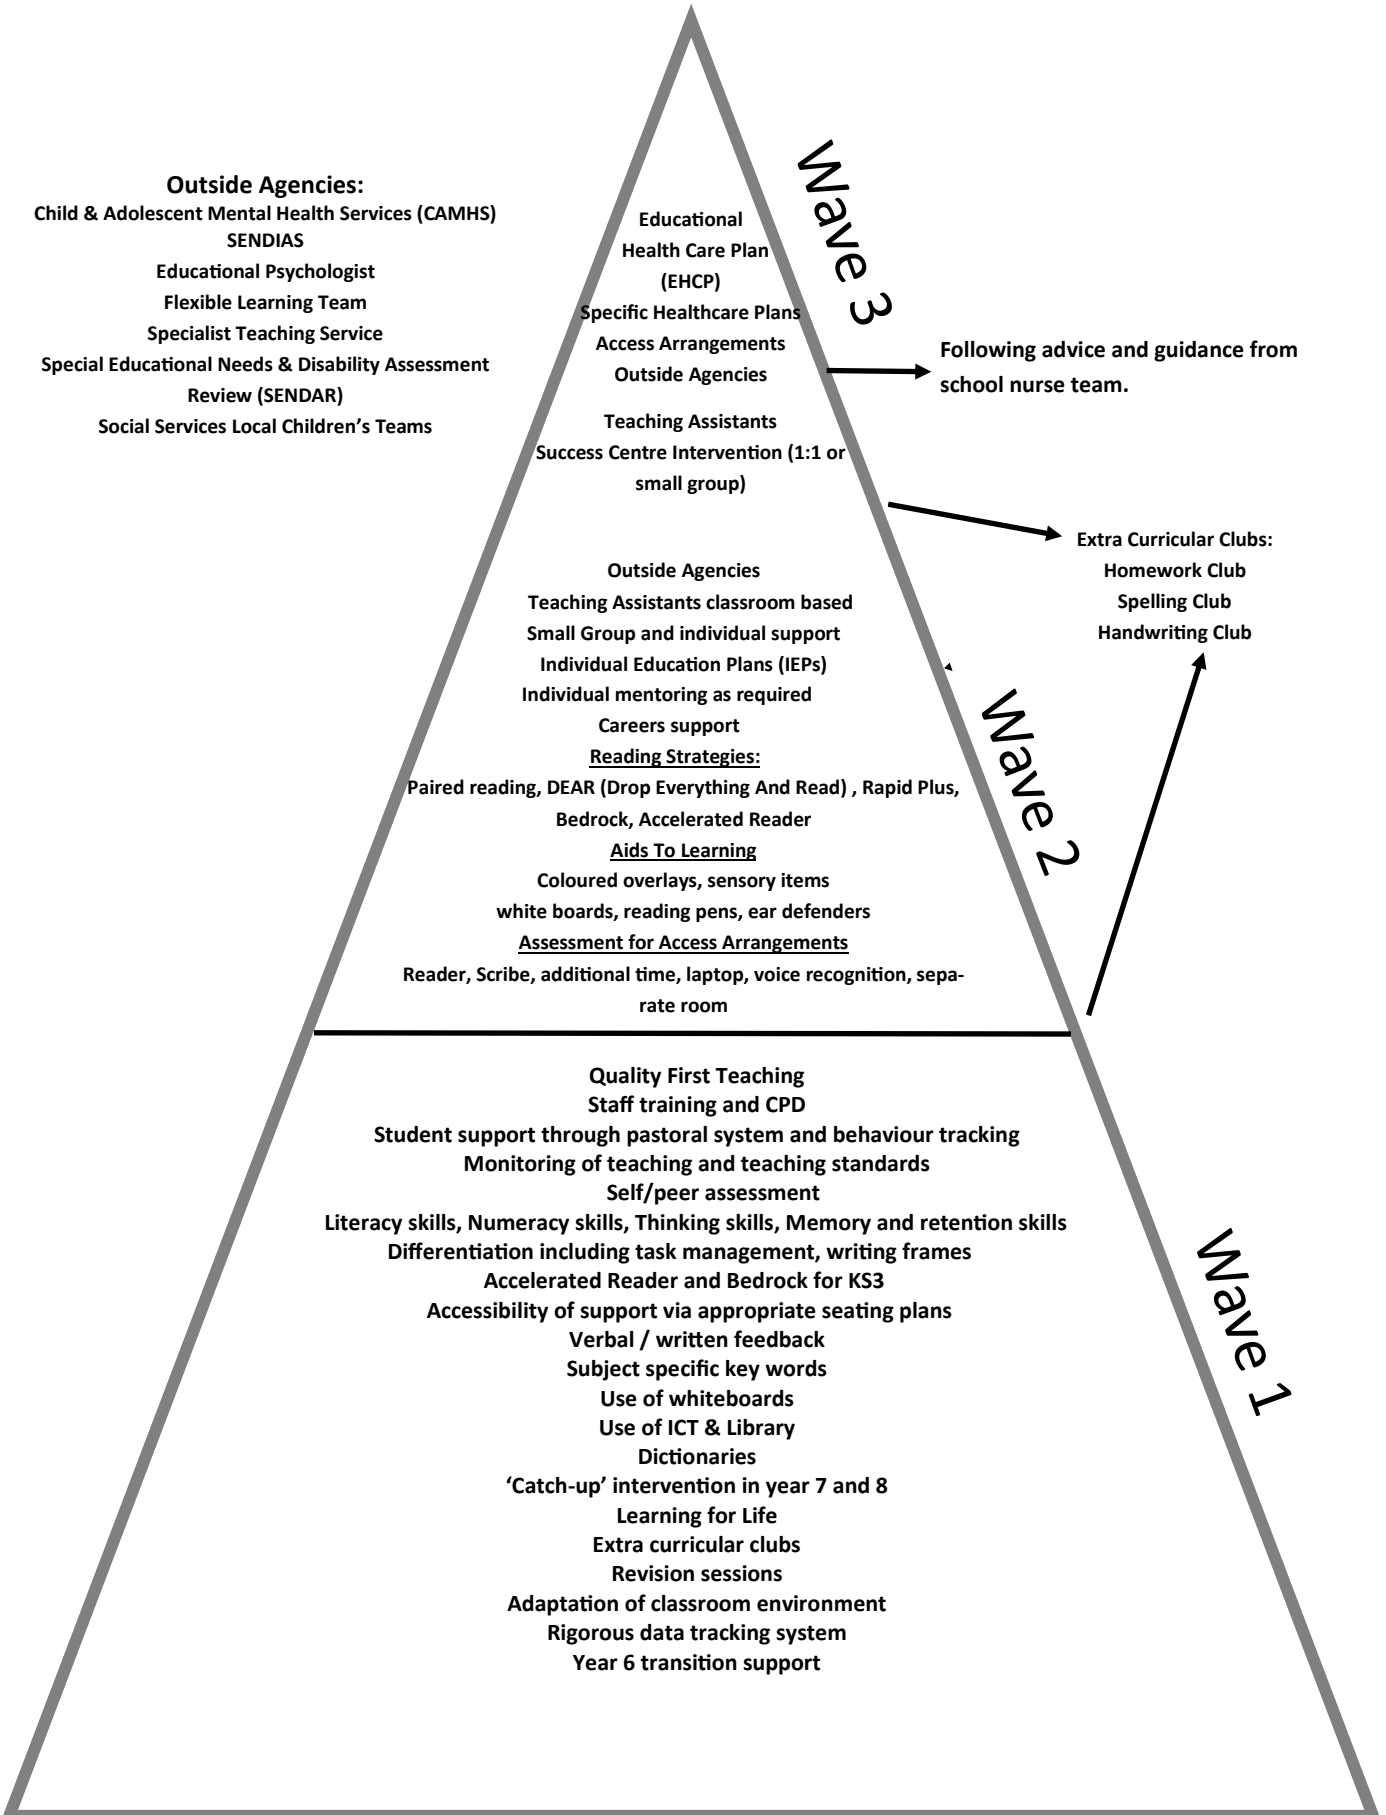 Outside Agencies:
Child & Adolescent Mental Health Services (CAMHS)
SENDIAS
Educational Psychologist
Flexible Learning Team
Specialist Teaching Service
Special Educational Needs & Disability Assessment
Review (SENDAR)
Social Services Local Children's Teams
Wave 3
Educational
Health Care Plan
(EHCP)
Specific Healthcare Plans
Access Arrangements
Outside Agencies
Teaching Assistants
Success Centre Intervention (1:1 or
small group)
Following advice and guidance from
school nurse team.
Extra Curricular Clubs:
Homework Club
Spelling Club
Handwriting Club
Wave 2
Outside Agencies
Teaching Assistants classroom based
Small Group and individual support
Individual Education Plans (IEPs)
Individual mentoring as required
Careers support
Reading Strategies:
Paired reading, DEAR (Drop Everything And Read) , Rapid Plus,
Bedrock, Accelerated Reader
Aids To Learning
Coloured overlays, sensory items
white boards, reading pens, ear defenders
Assessment for Access Arrangements
Reader, Scribe, additional time, laptop, voice recognition, sepa-
rate room
Wave 1
Quality First Teaching
Staff training and CPD
Student support through pastoral system and behaviour tracking
Monitoring of teaching and teaching standards
Self/peer assessment
Literacy skills, Numeracy skills, Thinking skills, Memory and retention skills
Differentiation including task management, writing frames
Accelerated Reader and Bedrock for KS3
Accessibility of support via appropriate seating plans
Verbal / written feedback
Subject specific key words
Use of whiteboards
Use of ICT & Library
Dictionaries
‘Catch-up’ intervention in year 7 and 8
Learning for Life
Extra curricular clubs
Revision sessions
Adaptation of classroom environment
Rigorous data tracking system
Year 6 transition support